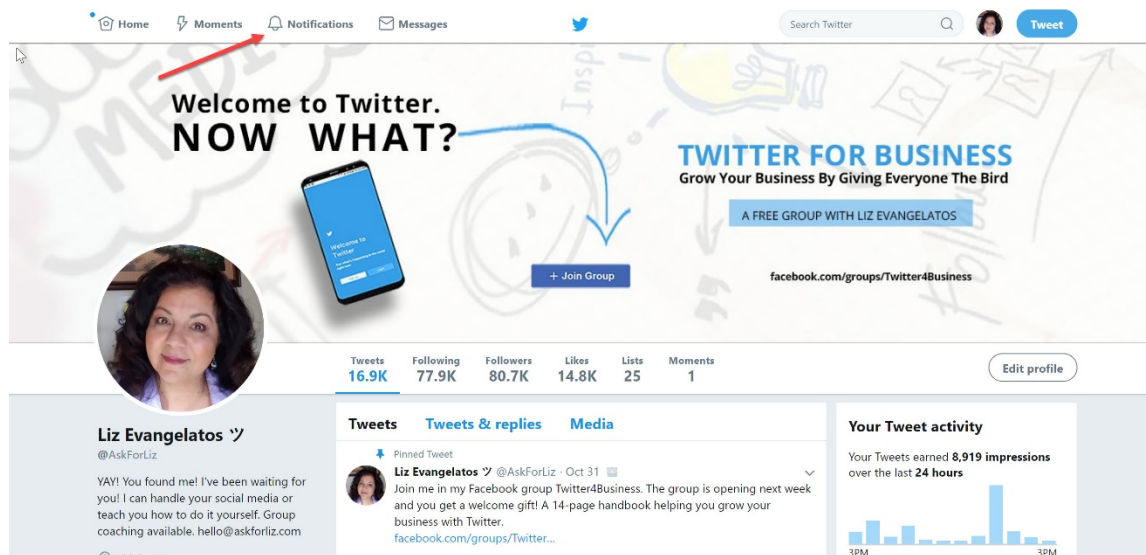 Home Moments Notifications Messages Search Twitter Tweet
MEDIA
Inspi
Welcome to Twitter.
NOW WHAT?
Welcome to
Twitter
TWITTER FOR BUSINESS
Grow Your Business By Giving Everyone The Bird
A FREE GROUP WITH LIZ EVANGELATOS
+ Join Group
facebook.com/groups/Twitter4Business
follow
Tweets Following Followers Likes Lists Moments
16.9K 77.9K 80.7K 14.8K 25 1
Edit profile
Liz Evangelatos ツ
@AskForLiz
YAY! You found me! I've been waiting for
you! I can handle your social media or
teach you how to do it yourself. Group
coaching available. hello@askforliz.com
Tweets Tweets & replies Media
Pinned Tweet
Liz Evangelatos ツ @AskForLiz · Oct 31
Join me in my Facebook group Twitter4Business. The group is opening next week
and you get a welcome gift! A 14-page handbook helping you grow your
business with Twitter.
facebook.com/groups/Twitter...
Your Tweet activity
Your Tweets earned 8,919 impressions
over the last 24 hours
3PM 3PM